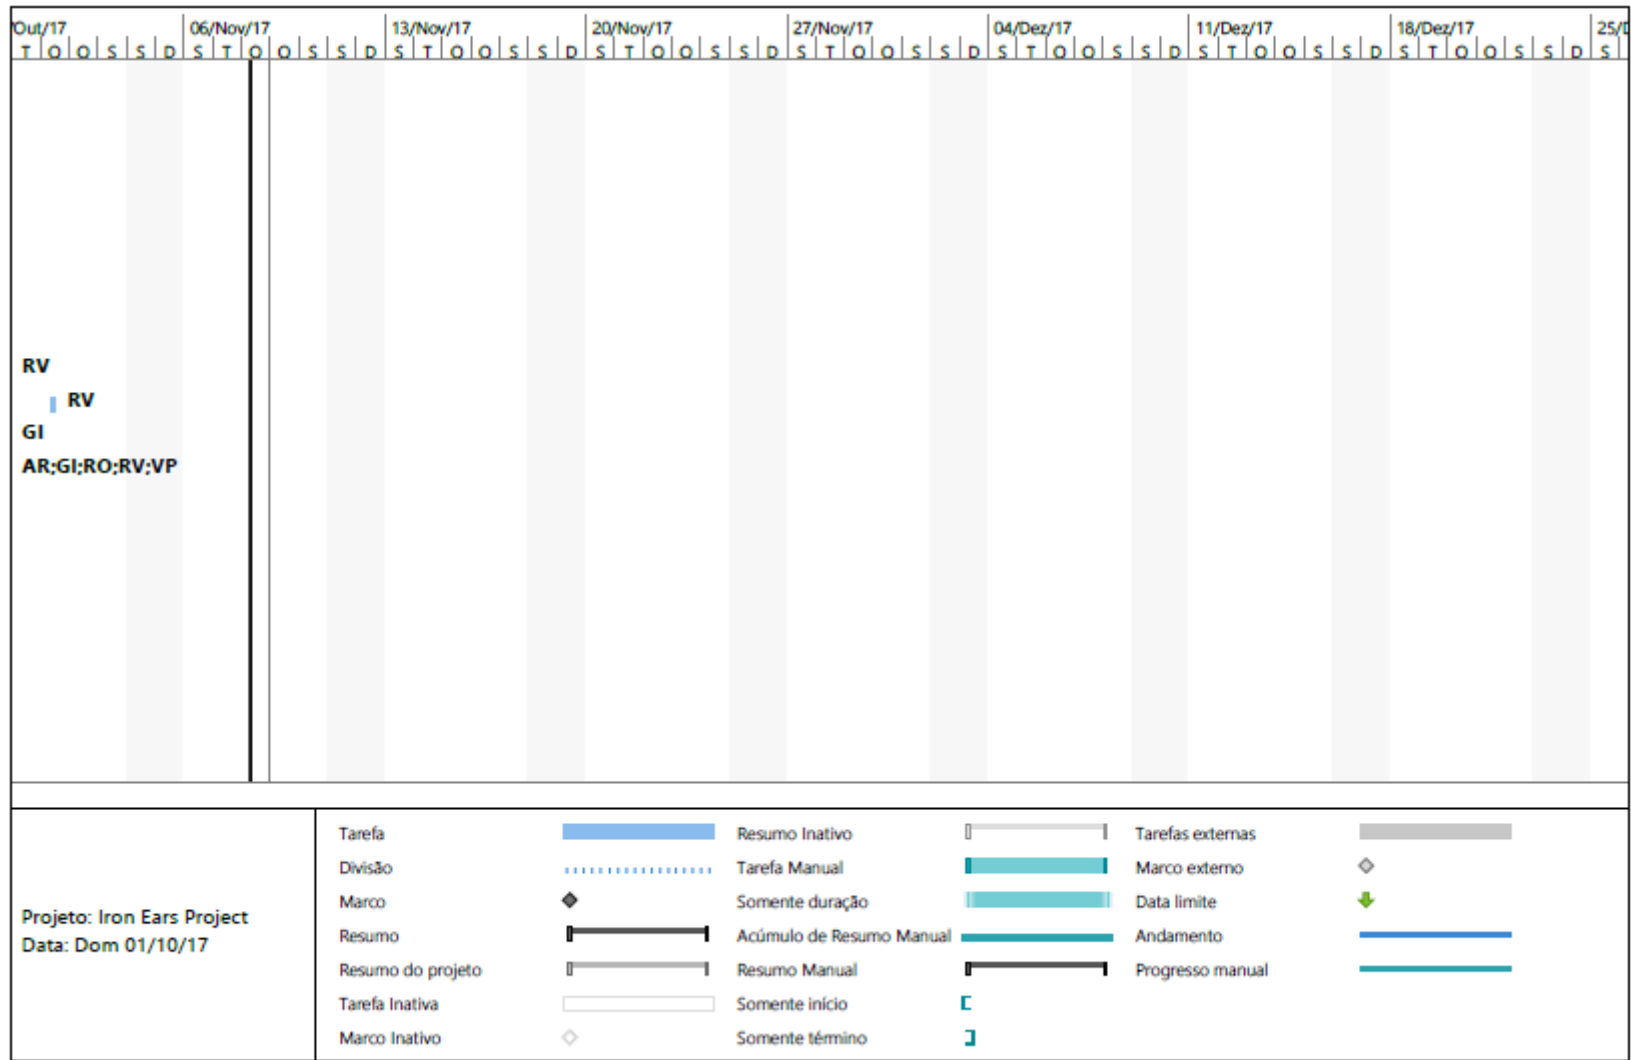 Out/17 06/Nov/17 13/Nov/17 20/Nov/17 27/Nov/17 04/Dez/17 11/Dez/17 18/Dez/17 25/
T Q Q S S D S T Q Q S S D S T Q Q S S D S T Q Q S S D S T Q Q S S D S T Q Q S S D S T Q Q S S D S T Q Q S S D S
RV
RV
GI
AR;GI;RO;RV;VP
Projeto: Iron Ears Project
Data: Dom 01/10/17
Tarefa
Divisão
Marco
Resumo
Resumo do projeto
Tarefa Inativa
Marco Inativo
Resumo Inativo
Tarefa Manual
Somente duração
Acúmulo de Resumo Manual
Resumo Manual
Somente início
Somente término
Tarefas externas
Marco externo
Data limite
Andamento
Progresso manual